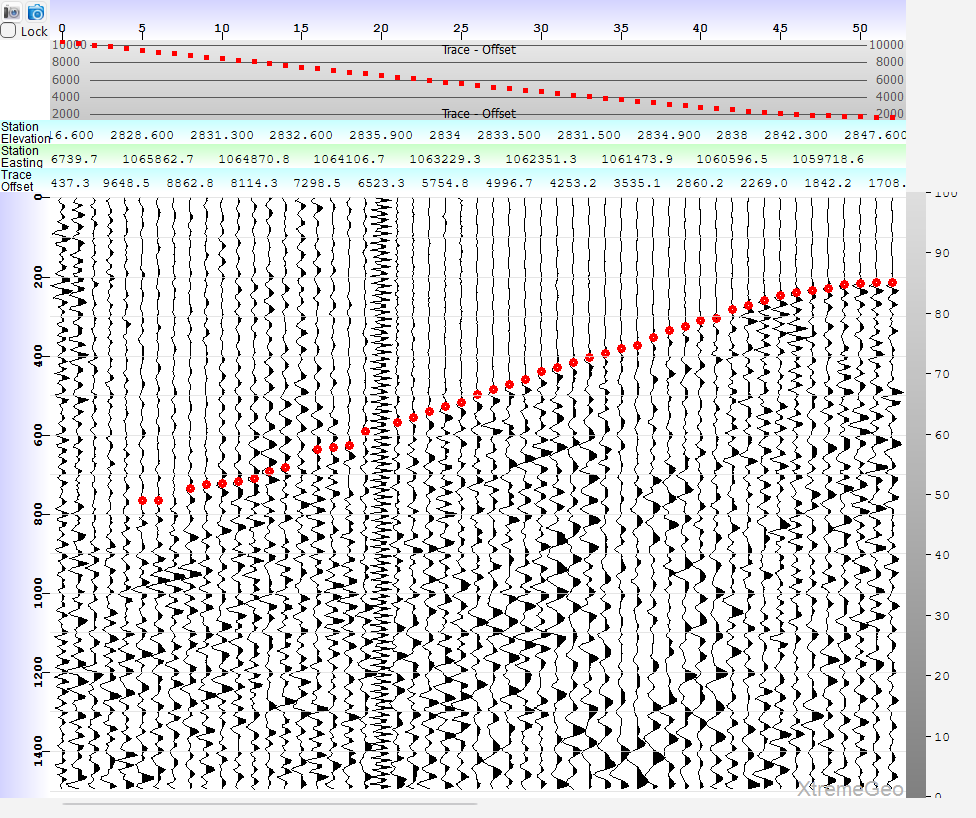 Lock
0 5 10 15 20 25 30 35 40 45 50
10000 Trace - Offset 10000
8000 8000
6000 6000
4000 4000
2000 Trace - Offset 2000
Station
Elevation 16.600 2828.600 2831.300 2832.600 2835.900 2834 2833.500 2831.500 2834.900 2838 2842.300 2847.600
Station
Easting 6739.7 1065862.7 1064870.8 1064106.7 1063229.3 1062351.3 1061473.9 1060596.5 1059718.6
Trace
Offset 437.3 9648.5 8862.8 8114.3 7298.5 6523.3 5754.8 4996.7 4253.2 3535.1 2860.2 2269.0 1842.2 1708.
0
200
400
600
800
1000
1200
1400
100
90
80
70
60
50
40
30
20
10
0
XtremeGeo